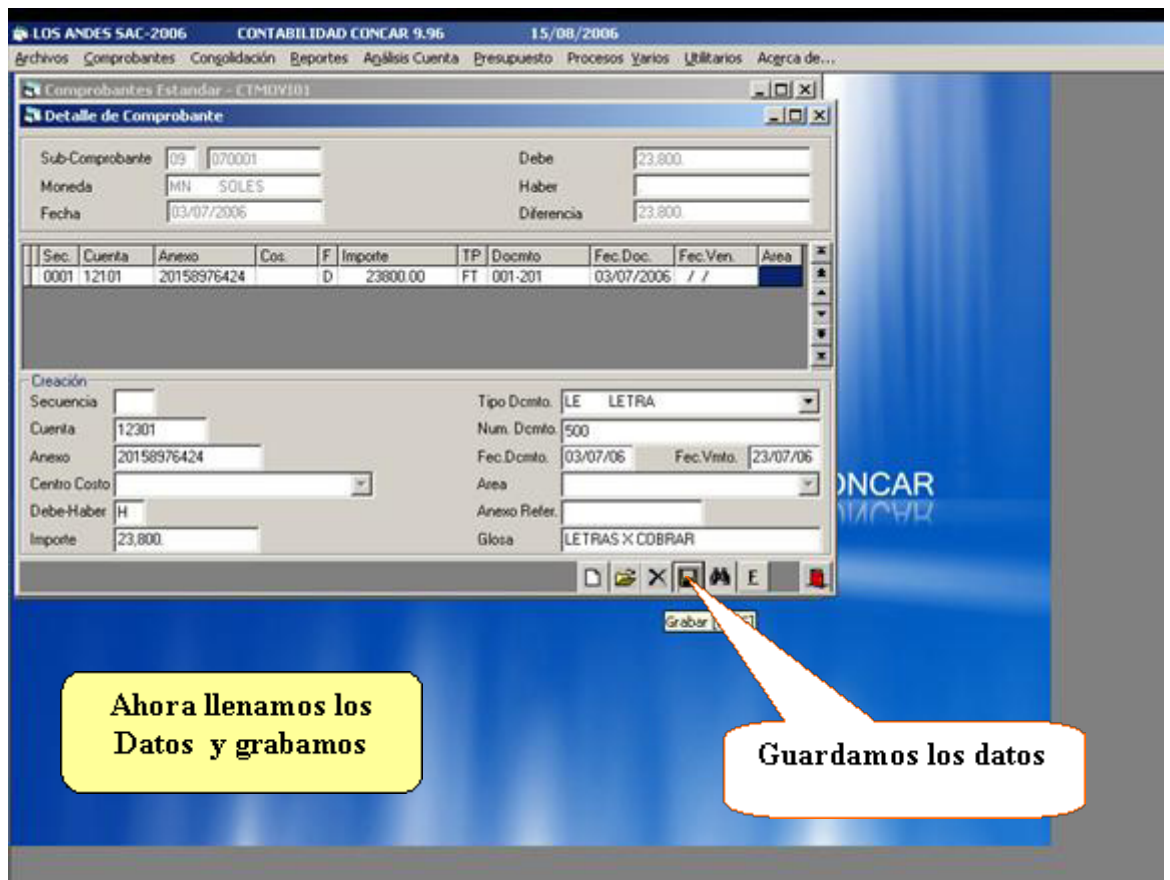 LOS ANDES SAC-2006 CONTABILIDAD CONCAR 9.96 15/08/2006
Archivos Comprobantes Consolidación Reportes Análisis Cuenta Presupuesto Procesos Varios Utilitarios Acerca de...
Comprobantes Estandar - CTMOVI01
Detalle de Comprobante
Sub-Comprobante 09 070001 Debe 23,800.
Moneda MN SOLES Haber
Fecha 03/07/2006 Diferencia 23,800.
Sec. Cuenta Anexo Cos. F Importe TP Docmto Fec.Doc. Fec.Ven. Area
0001 12101 20158976424 D 23800.00 FT 001-201 03/07/2006 / /
Creación
Secuencia Tipo Dcmto. LE LETRA
Cuenta 12301 Num. Dcmto. 500
Anexo 20158976424 Fec.Dcmto. 03/07/06 Fec.Vmto. 23/07/06
Centro Costo Area
Debe-Haber H Anexo Refer.
Importe 23,800. Glosa LETRAS X COBRAR
ONCAR
E
Grabar
Ahora llenamos los
Datos y grabamos
Guardamos los datos